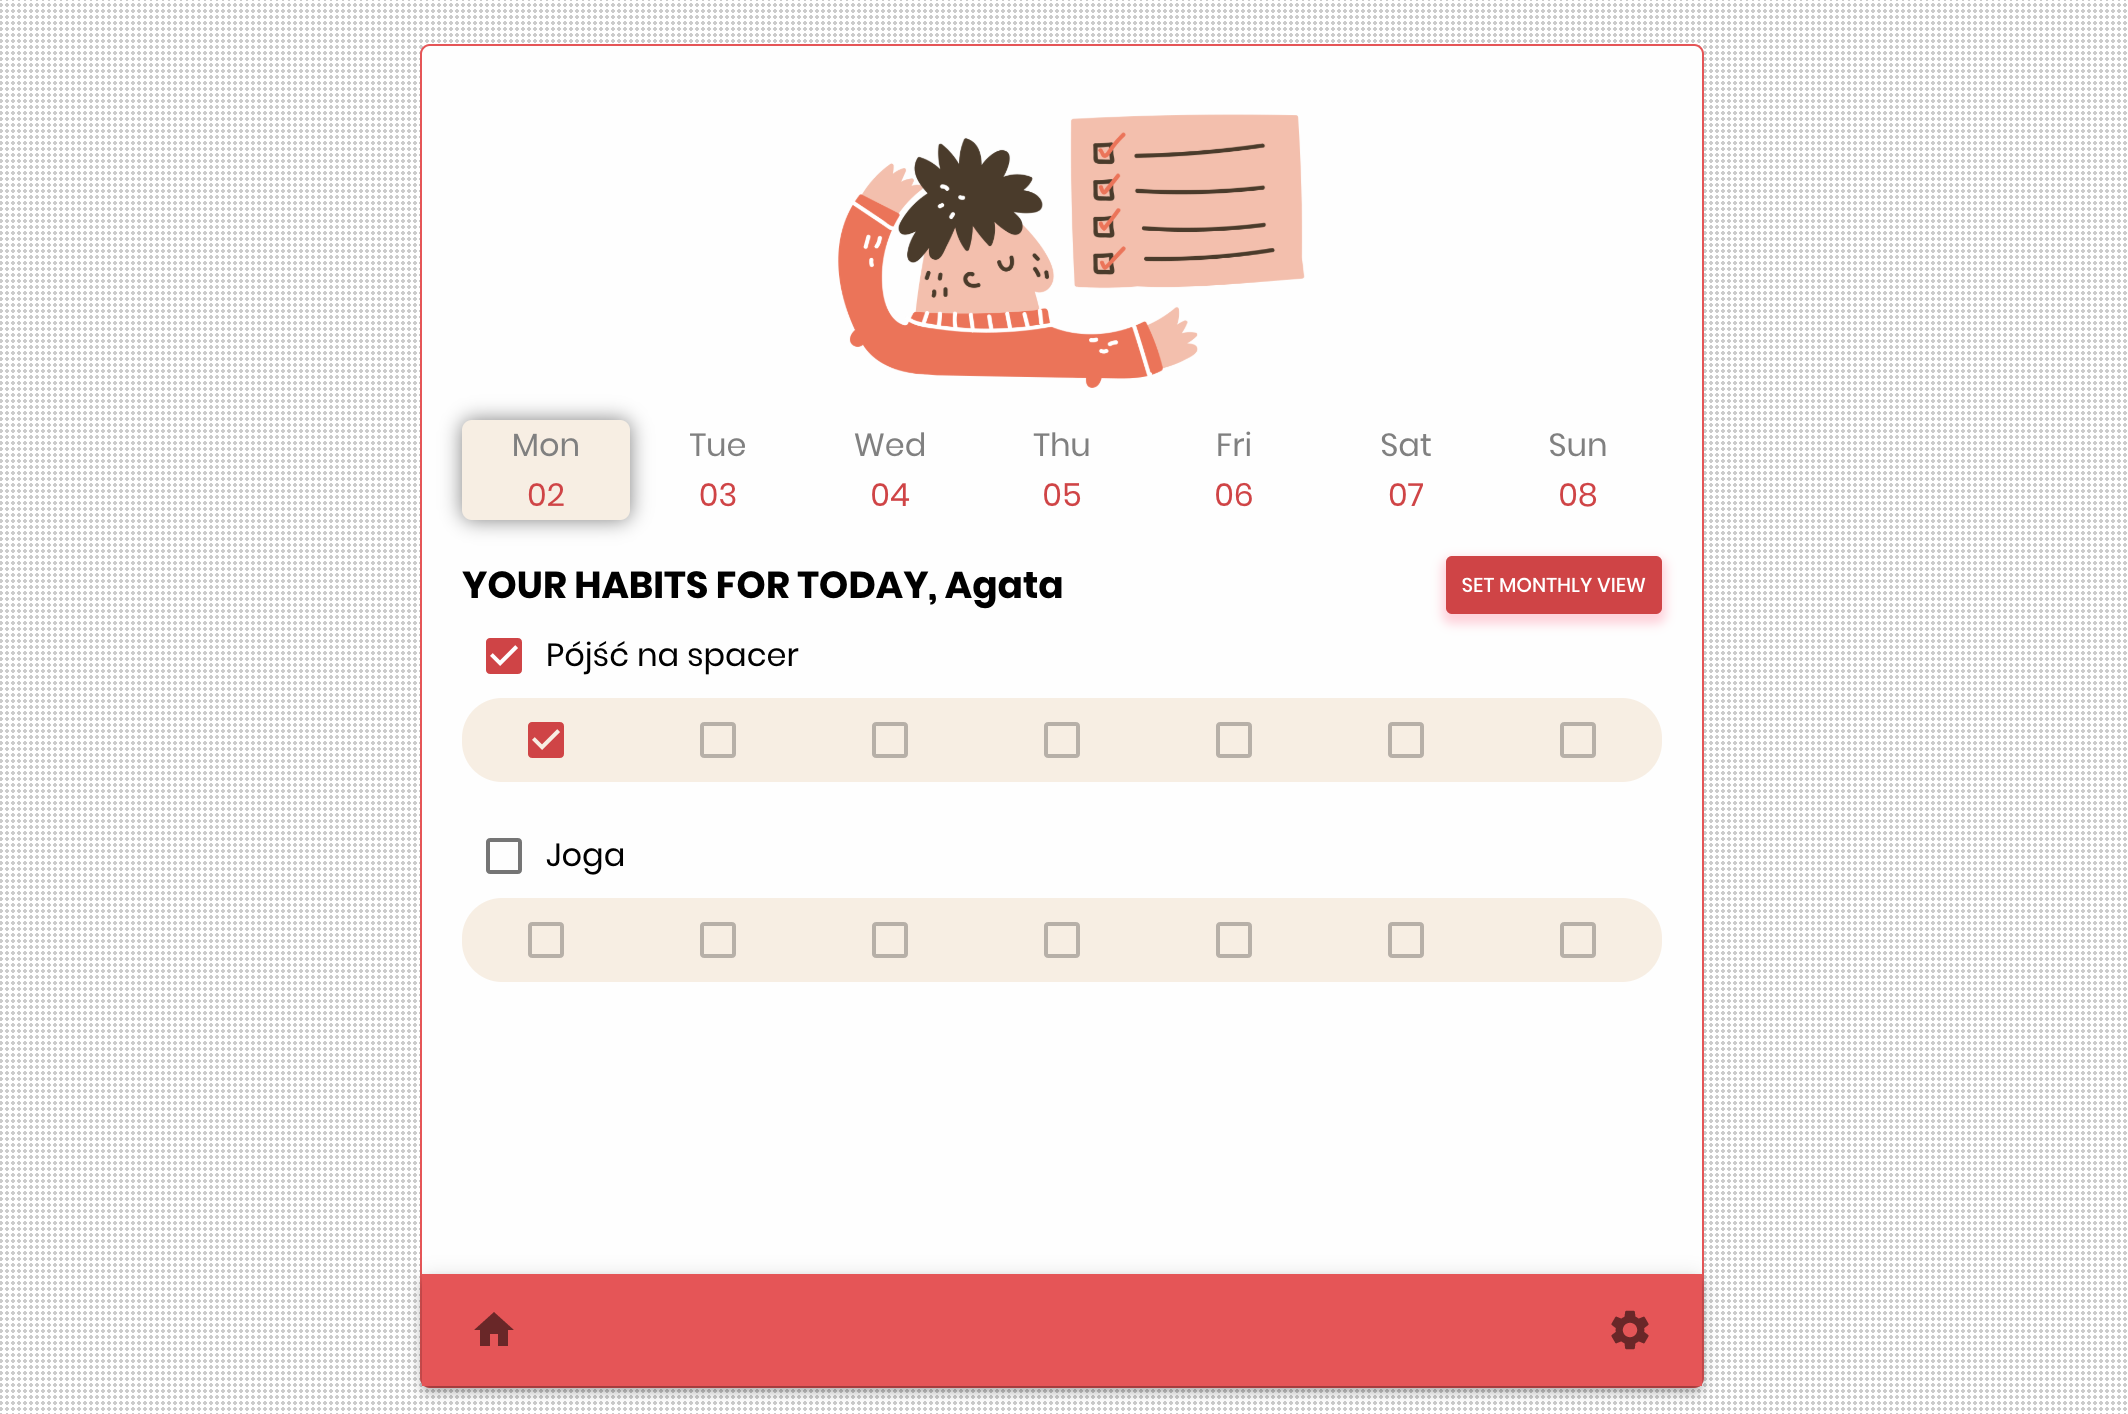 Mon Tue Wed Thu Fri Sat Sun
02 03 04 05 06 07 08
YOUR HABITS FOR TODAY, Agata
SET MONTHLY VIEW
Pójść na spacer
Joga